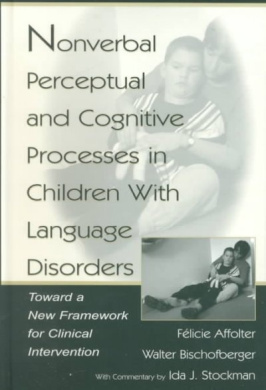 Nonverbal
Perceptual
and Cognitive
Processes in
Children With
Language
Disorders
Toward a
New Framework
for Clinical
Intervention
Félicie Affolter
Walter Bischofberger
With Commentary by Ida J. Stockman